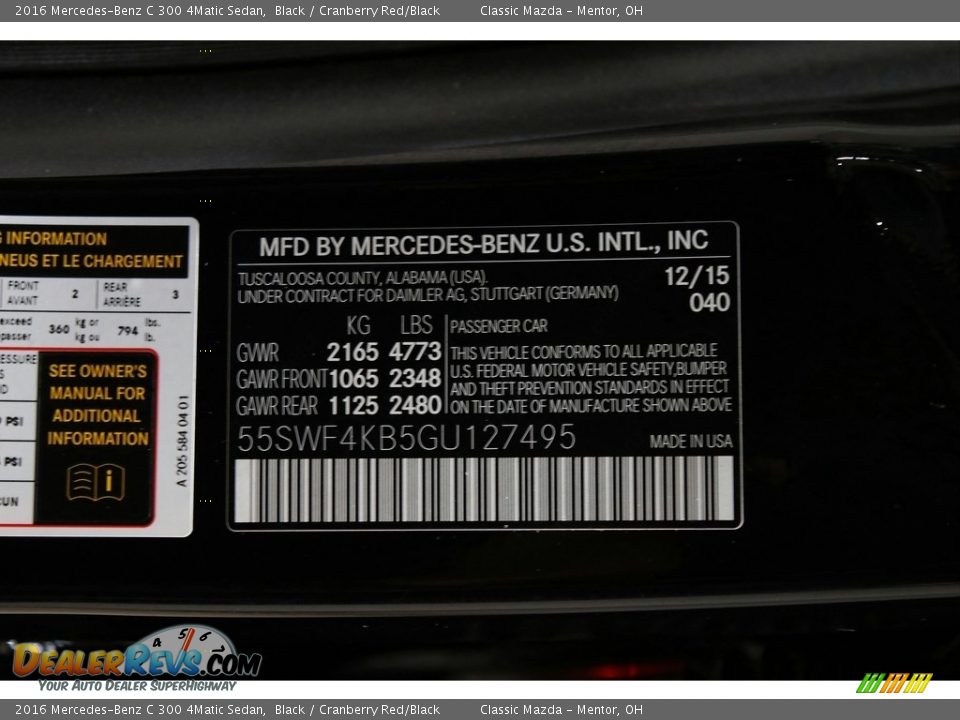 2016 Mercedes-Benz C 300 4Matic Sedan, Black / Cranberry Red/Black Classic Mazda - Mentor, OH
INFORMATION
NEUS ET LE CHARGEMENT
FRONT
AVANT
2
REAR
ARRIÈRE
3
exceed
passer
360
kg or
kg ou
794
lbs.
lb.
SEE OWNER'S
MANUAL FOR
ADDITIONAL
INFORMATION
i
PSI
PSI
A 205 584 04 01
MFD BY MERCEDES-BENZ U.S. INTL., INC
TUSCALOOSA COUNTY, ALABAMA (USA).
UNDER CONTRACT FOR DAIMLER AG, STUTTGART (GERMANY)
12/15
040
KG LBS
GWR 2165 4773
GAWR FRONT 1065 2348
GAWR REAR 1125 2480
PASSENGER CAR
THIS VEHICLE CONFORMS TO ALL APPLICABLE
U.S. FEDERAL MOTOR VEHICLE SAFETY,BUMPER
AND THEFT PREVENTION STANDARDS IN EFFECT
ON THE DATE OF MANUFACTURE SHOWN ABOVE
55SWF4KB5GU127495
MADE IN USA
4 5 6
DEALERREVS.COM
YOUR AUTO DEALER SUPERHIGHWAY
2016 Mercedes-Benz C 300 4Matic Sedan, Black / Cranberry Red/Black Classic Mazda - Mentor, OH